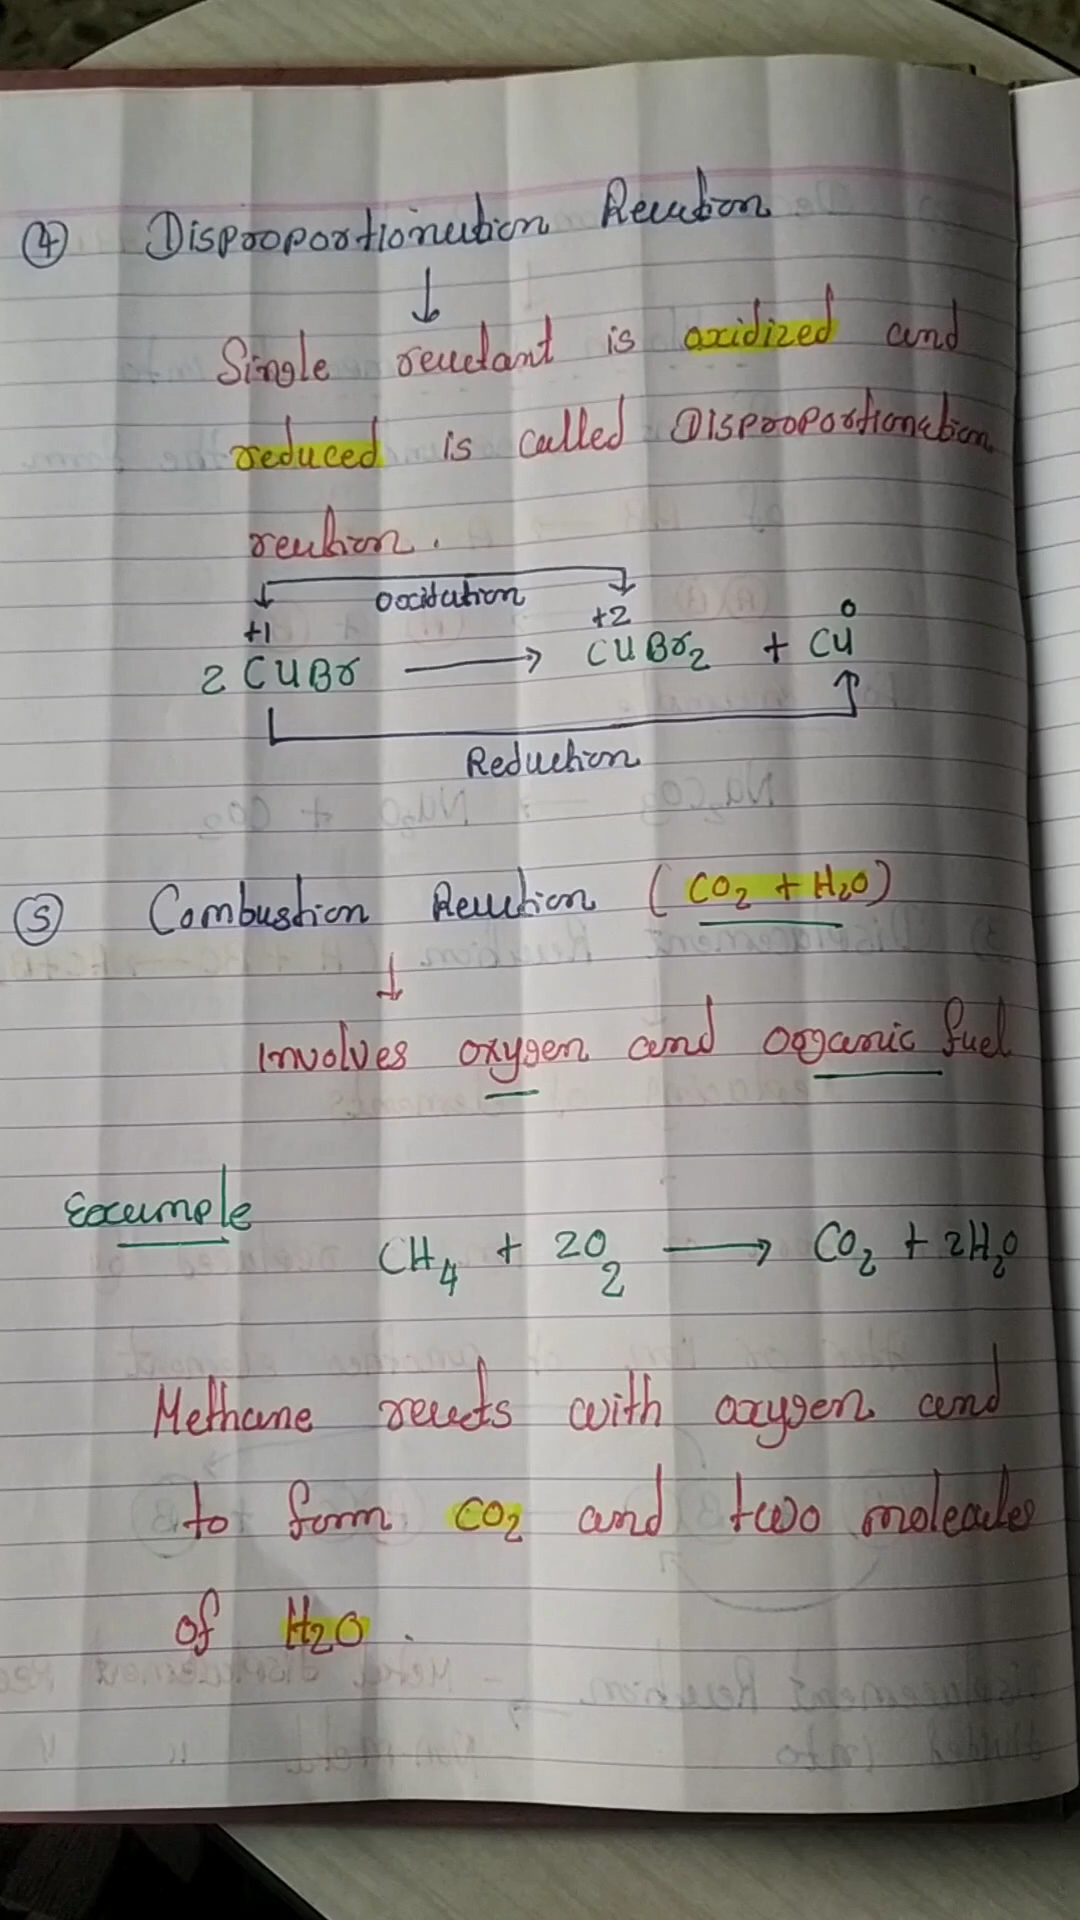 ④ Disproportionation Reaction
↓
Single reactant is oxidized and
reduced is called Disproportionation
reaction.
oxidation
+1 +2 0
2 CuBr ⟶ CuBr₂ + Cu
Reduction
⑤ Combustion Reaction (CO₂ + H₂O)
↓
Involves oxygen and organic fuel
Example
CH₄ + 2O₂ ⟶ CO₂ + 2H₂O
Methane reacts with oxygen and
to form CO₂ and two molecules
of H₂O.